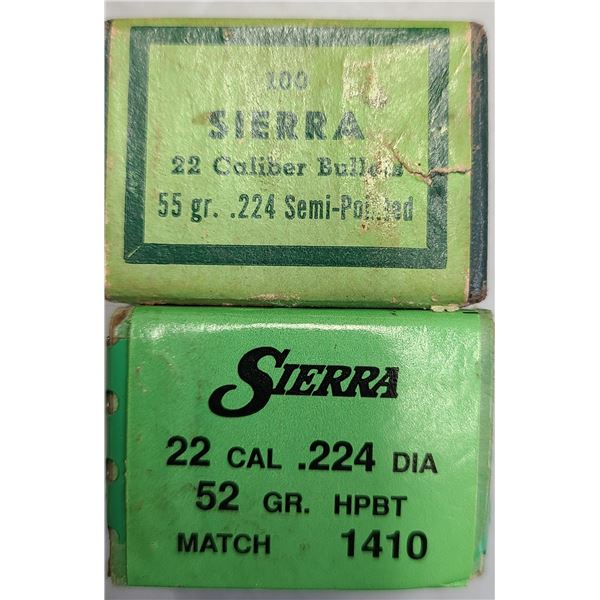 100
SIERRA
22 Caliber Bullets
55 gr. .224 Semi-Pointed
SIERRA
22 CAL .224 DIA
52 GR. HPBT
MATCH 1410